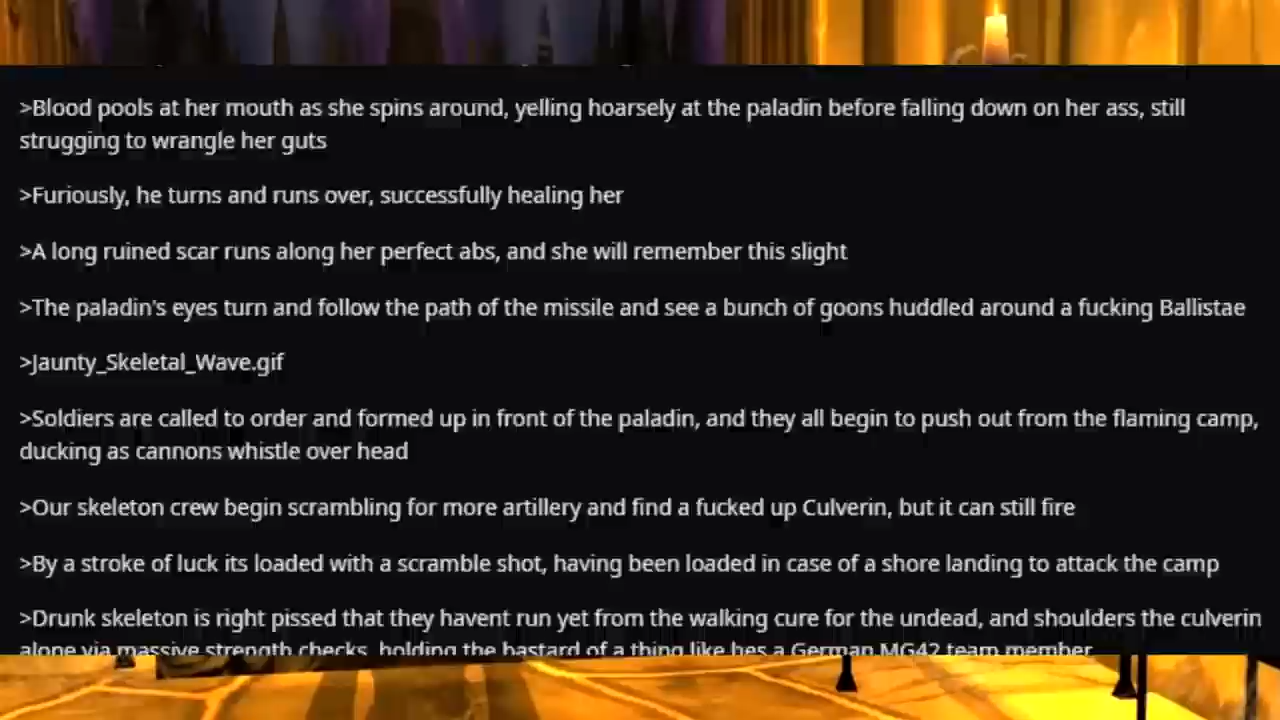 >Blood pools at her mouth as she spins around, yelling hoarsely at the paladin before falling down on her ass, still
strugging to wrangle her guts
>Furiously, he turns and runs over, successfully healing her
>A long ruined scar runs along her perfect abs, and she will remember this slight
>The paladin's eyes turn and follow the path of the missile and see a bunch of goons huddled around a fucking Ballistae
>Jaunty_Skeletal_Wave.gif
>Soldiers are called to order and formed up in front of the paladin, and they all begin to push out from the flaming camp,
ducking as cannons whistle over head
>Our skeleton crew begin scrambling for more artillery and find a fucked up Culverin, but it can still fire
>By a stroke of luck its loaded with a scramble shot, having been loaded in case of a shore landing to attack the camp
>Drunk skeleton is right pissed that they havent run yet from the walking cure for the undead, and shoulders the culverin
alone via massive strength checks, holding the bastard of a thing like hes a German MG42 team member